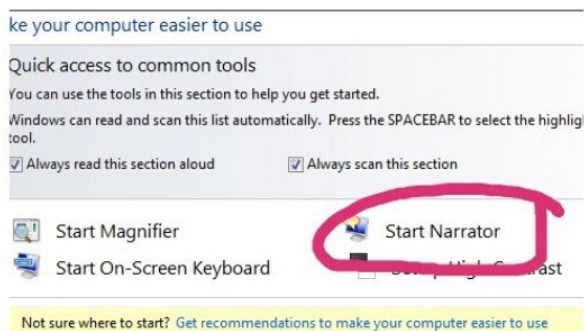 ke your computer easier to use
Quick access to common tools
You can use the tools in this section to help you get started.
Windows can read and scan this list automatically. Press the SPACEBAR to select the highlig
tool.
Always read this section aloud Always scan this section
Start Magnifier Start Narrator
Start On-Screen Keyboard High Contrast
Not sure where to start? Get recommendations to make your computer easier to use